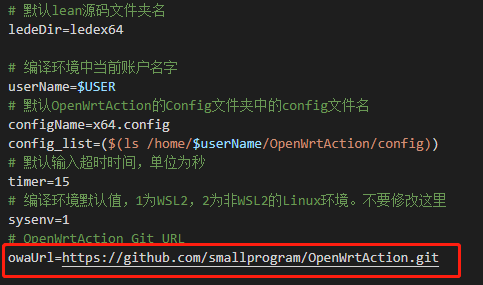 # 默认lean源码文件夹名
ledeDir=ledex64
# 编译环境中当前账户名字
userName=$USER
# 默认OpenWrtAction的Config文件夹中的config文件名
configName=x64.config
config_list=($(ls /home/$userName/OpenWrtAction/config))
# 默认输入超时时间，单位为秒
timer=15
# 编译环境默认值，1为WSL2，2为非WSL2的Linux环境。不要修改这里
sysenv=1
# OpenWrtAction Git URL
owaUrl=https://github.com/smallprogram/OpenWrtAction.git